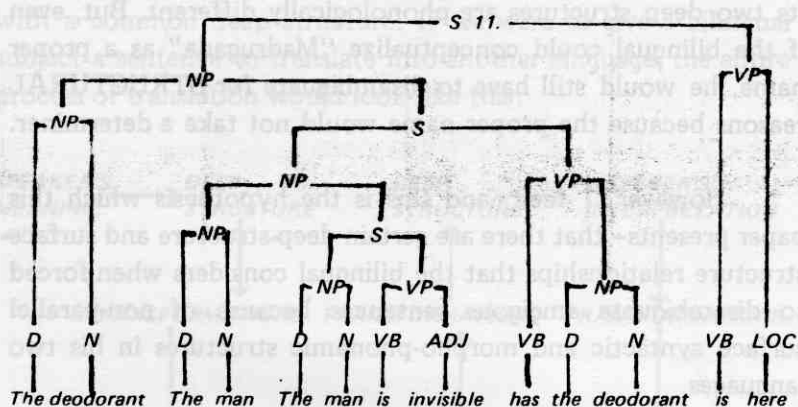 S 11.
NP VP
NP S
NP VP
NP S NP
NP VP
D N D N D N VB ADJ VB D N VB LOC
The deodorant The man The man is invisible has the deodorant is here